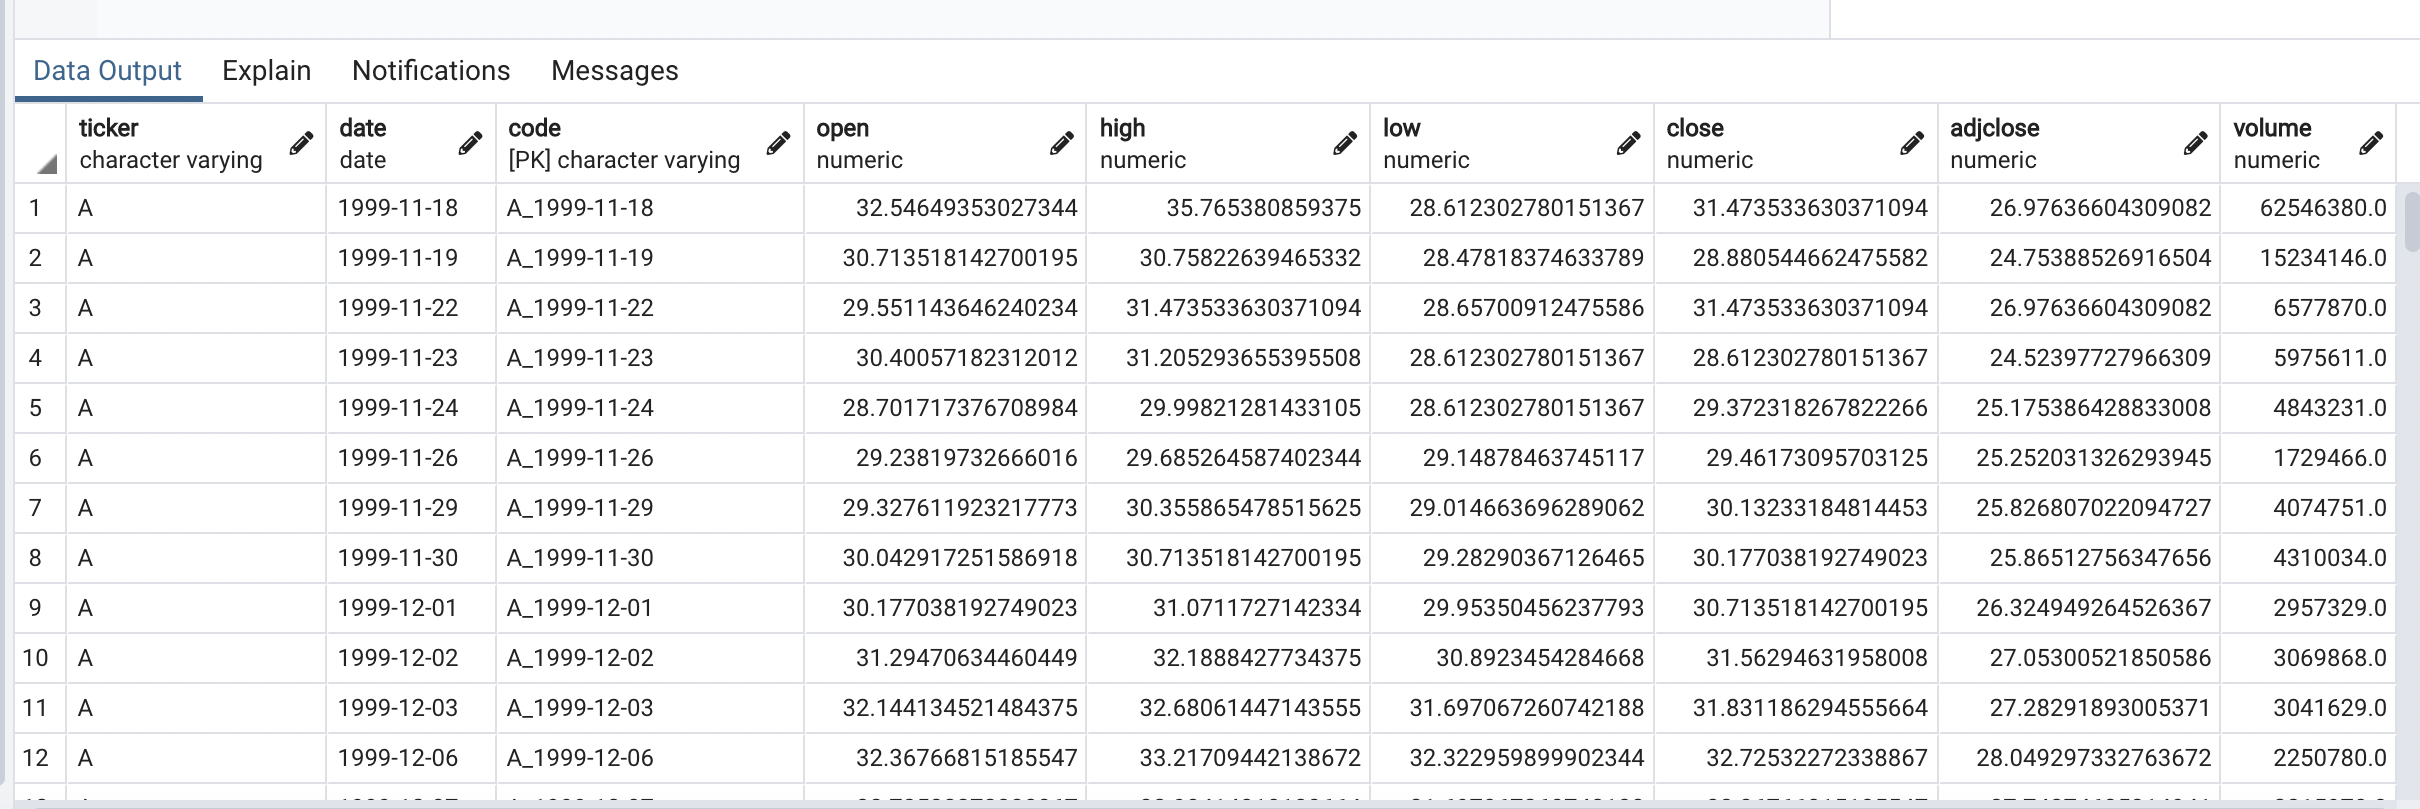 Data Output Explain Notifications Messages
ticker date code open high low close adjclose volume
character varying date [PK] character varying numeric numeric numeric numeric numeric numeric
1 A 1999-11-18 A_1999-11-18 32.54649353027344 35.765380859375 28.612302780151367 31.473533630371094 26.97636604309082 62546380.0
2 A 1999-11-19 A_1999-11-19 30.713518142700195 30.75822639465332 28.47818374633789 28.880544662475582 24.75388526916504 15234146.0
3 A 1999-11-22 A_1999-11-22 29.551143646240234 31.473533630371094 28.65700912475586 31.473533630371094 26.97636604309082 6577870.0
4 A 1999-11-23 A_1999-11-23 30.40057182312012 31.205293655395508 28.612302780151367 28.612302780151367 24.52397727966309 5975611.0
5 A 1999-11-24 A_1999-11-24 28.701717376708984 29.99821281433105 28.612302780151367 29.372318267822266 25.175386428833008 4843231.0
6 A 1999-11-26 A_1999-11-26 29.23819732666016 29.685264587402344 29.14878463745117 29.46173095703125 25.252031326293945 1729466.0
7 A 1999-11-29 A_1999-11-29 29.327611923217773 30.355865478515625 29.014663696289062 30.13233184814453 25.826807022094727 4074751.0
8 A 1999-11-30 A_1999-11-30 30.042917251586918 30.713518142700195 29.28290367126465 30.177038192749023 25.86512756347656 4310034.0
9 A 1999-12-01 A_1999-12-01 30.177038192749023 31.0711727142334 29.95350456237793 30.713518142700195 26.324949264526367 2957329.0
10 A 1999-12-02 A_1999-12-02 31.29470634460449 32.1888427734375 30.8923454284668 31.56294631958008 27.05300521850586 3069868.0
11 A 1999-12-03 A_1999-12-03 32.144134521484375 32.68061447143555 31.697067260742188 31.831186294555664 27.28291893005371 3041629.0
12 A 1999-12-06 A_1999-12-06 32.36766815185547 33.21709442138672 32.322959899902344 32.72532272338867 28.049297332763672 2250780.0